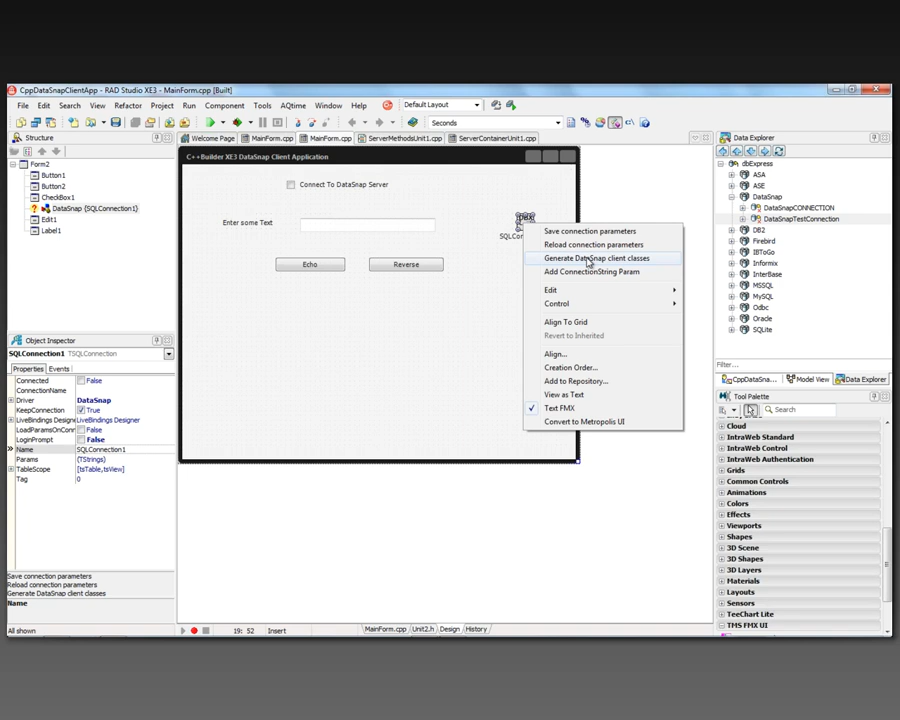 CppDataSnapClientApp - RAD Studio XE3 - MainForm.cpp [Built]
File Edit Search View Refactor Project Run Component Tools AQtime Window Help Default Layout
Seconds
Structure
Form2
Button1
Button2
CheckBox1
DataSnap {SQLConnection1}
Edit1
Label1
Welcome Page MainForm.cpp MainForm.cpp ServerMethodsUnit1.cpp ServerContainerUnit1.cpp
C++Builder XE3 DataSnap Client Application
Connect To DataSnap Server
Enter some Text
Echo Reverse
DBX
SQLCon
Save connection parameters
Reload connection parameters
Generate DataSnap client classes
Add ConnectionString Param
Edit
Control
Align To Grid
Revert to Inherited
Align...
Creation Order...
Add to Repository...
View as Text
Text FMX
Convert to Metropolis UI
Data Explorer
dbExpress
ASA
ASE
DataSnap
DataSnapCONNECTION
DataSnapTestConnection
DB2
Firebird
IBToGo
Informix
InterBase
MSSQL
MySQL
Odbc
Oracle
SQLite
Filter...
CppDataSna... Model View Data Explorer
Tool Palette
Search
Cloud
IntraWeb Standard
IntraWeb Control
IntraWeb Authentication
Grids
Common Controls
Animations
Colors
Effects
Viewports
Shapes
3D Scene
3D Shapes
3D Layers
Materials
Layouts
Sensors
TeeChart Lite
TMS FMX UI
Object Inspector
SQLConnection1 TSQLConnection
Properties Events
Connected False
ConnectionName
Driver DataSnap
KeepConnection True
LiveBindings Designer LiveBindings Designer
LoadParamsOnConn False
LoginPrompt False
Name SQLConnection1
Params (TStrings)
TableScope [tsTable,tsView]
Tag 0
Save connection parameters
Reload connection parameters
Generate DataSnap client classes
Name
All shown
19: 52 Insert MainForm.cpp Unit2.h Design History